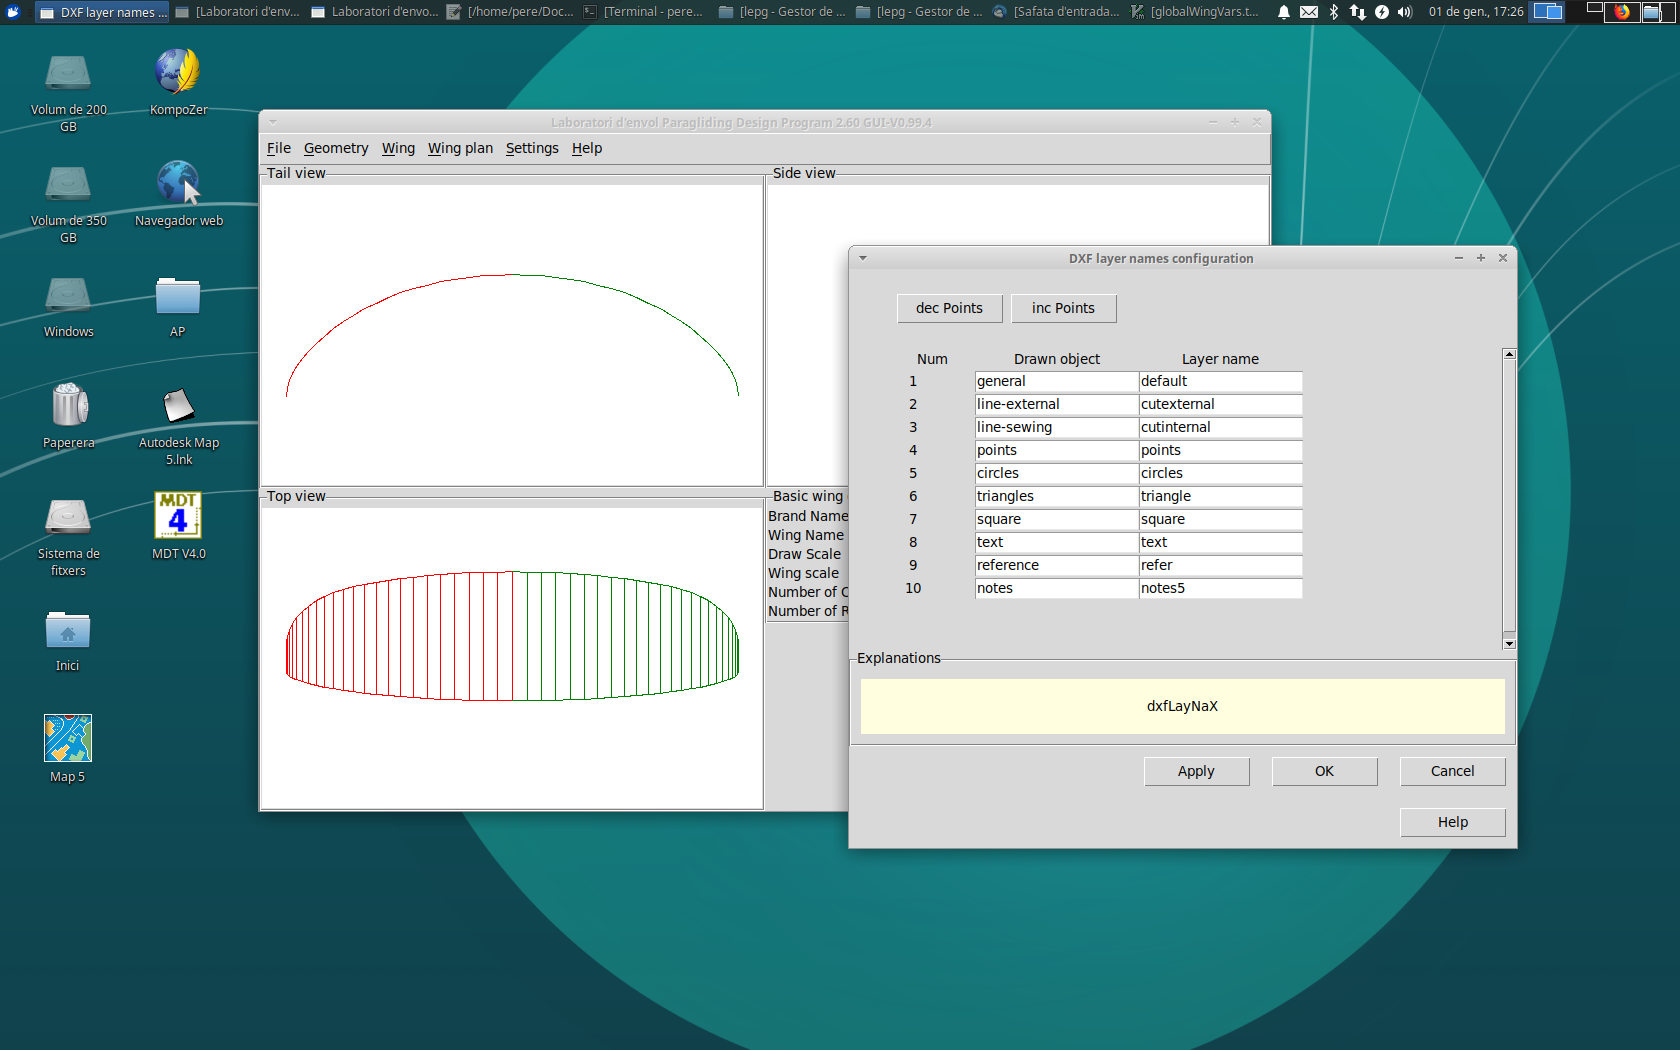 DXF layer names ...
[Laboratori d'env...
Laboratori d'envo...
[/home/pere/Doc...
[Terminal - pere...
[lepg - Gestor de ...
[lepg - Gestor de ...
[Safata d'entrada...
[globalWingVars.t...
01 de gen., 17:26
Volum de 200
GB
KompoZer
Volum de 350
GB
Navegador web
Windows
AP
Paperera
Autodesk Map
5.lnk
MDT
4
Sistema de
fitxers
MDT V4.0
Inici
Map 5
Laboratori d'envol Paragliding Design Program 2.60 GUI-V0.99.4
File Geometry Wing Wing plan Settings Help
Tail view
Side view
Top view
Basic wing
Brand Name
Wing Name
Draw Scale
Wing scale
Number of C
Number of R
DXF layer names configuration
dec Points inc Points
Num Drawn object Layer name
1 general default
2 line-external cutexternal
3 line-sewing cutinternal
4 points points
5 circles circles
6 triangles triangle
7 square square
8 text text
9 reference refer
10 notes notes5
Explanations
dxfLayNaX
Apply OK Cancel
Help